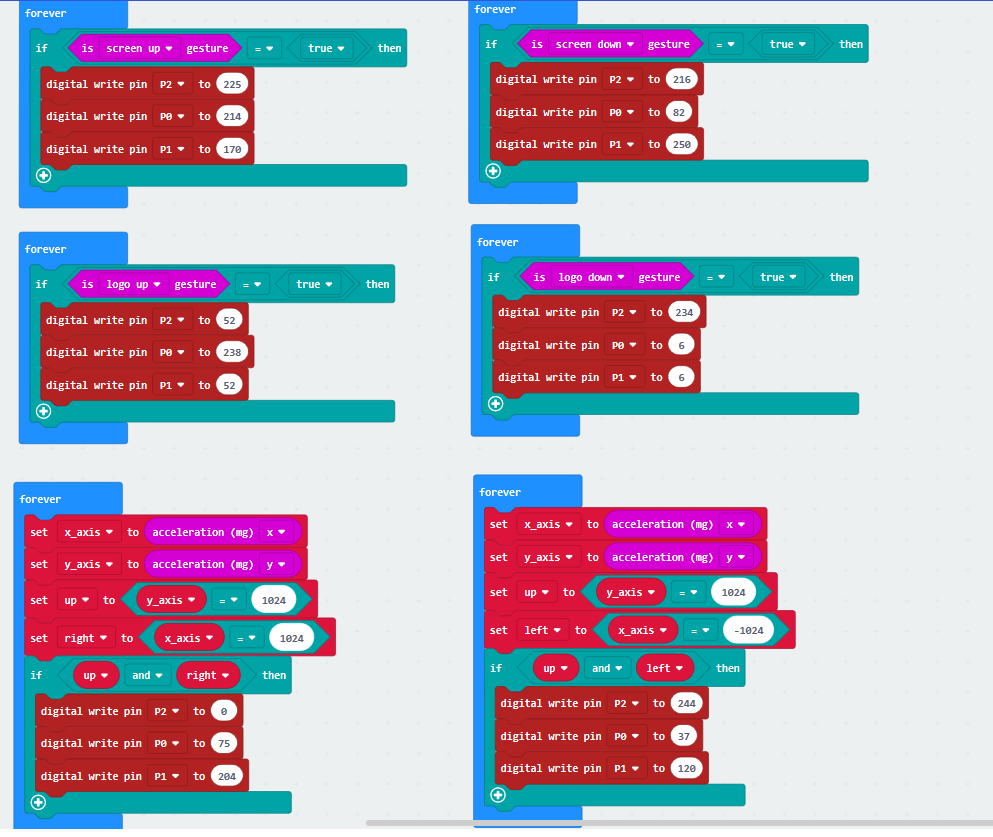 forever
if is screen up gesture = true then
digital write pin P2 to 225
digital write pin P0 to 214
digital write pin P1 to 170
forever
if is screen down gesture = true then
digital write pin P2 to 216
digital write pin P0 to 82
digital write pin P1 to 250
forever
if is logo up gesture = true then
digital write pin P2 to 52
digital write pin P0 to 238
digital write pin P1 to 52
forever
if is logo down gesture = true then
digital write pin P2 to 234
digital write pin P0 to 6
digital write pin P1 to 6
forever
set x_axis to acceleration (mg) x
set y_axis to acceleration (mg) y
set up to y_axis = 1024
set right to x_axis = 1024
if up and right then
digital write pin P2 to 0
digital write pin P0 to 75
digital write pin P1 to 204
forever
set x_axis to acceleration (mg) x
set y_axis to acceleration (mg) y
set up to y_axis = 1024
set left to x_axis = -1024
if up and left then
digital write pin P2 to 244
digital write pin P0 to 37
digital write pin P1 to 120